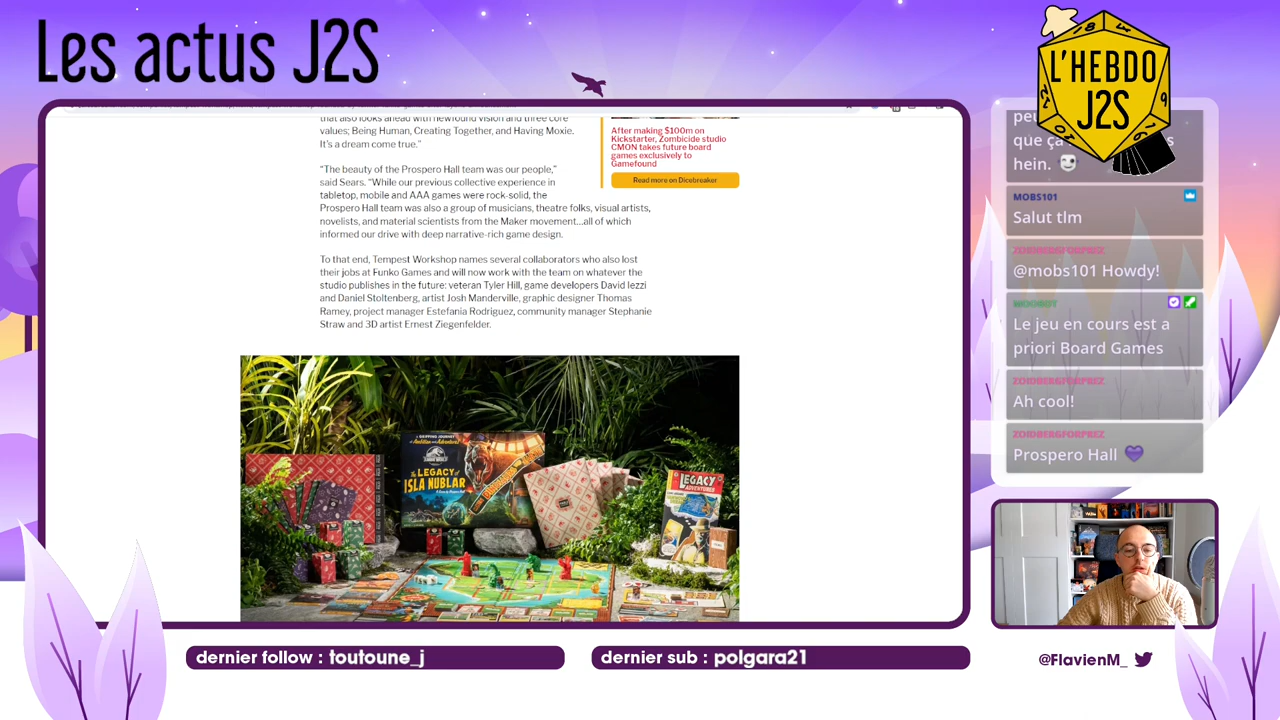 Les actus J2S
L'HEBDO
J2S
that also looks ahead with newfound vision and three core
values; Being Human, Creating Together, and Having Moxie.
It's a dream come true."
"The beauty of the Prospero Hall team was our people,"
said Sears. "While our previous collective experience in
tabletop, mobile and AAA games were rock-solid, the
Prospero Hall team was also a group of musicians, theatre folks, visual artists,
novelists, and material scientists from the Maker movement...all of which
informed our drive with deep narrative-rich game design.
To that end, Tempest Workshop names several collaborators who also lost
their jobs at Funko Games and will now work with the team on whatever the
studio publishes in the future: veteran Tyler Hill, game developers David Iezzi
and Daniel Stoltenberg, artist Josh Manderville, graphic designer Thomas
Ramey, project manager Estefania Rodriguez, community manager Stephanie
Straw and 3D artist Ernest Ziegenfelder.
After making $100m on
Kickstarter, Zombicide studio
CMON takes future board
games exclusively to
Gamefound
Read more on Dicebreaker
JURASSIC WORLD
The LEGACY of
ISLA NUBLAR
LEGACY
ADVENTURES
hein.
MOBS101
Salut tlm
ZOIDBERGFORPREZ
@mobs101 Howdy!
MOOBOT
Le jeu en cours est a
priori Board Games
ZOIDBERGFORPREZ
Ah cool!
ZOIDBERGFORPREZ
Prospero Hall
dernier follow : toutoune_j
dernier sub : polgara21
@FlavienM_